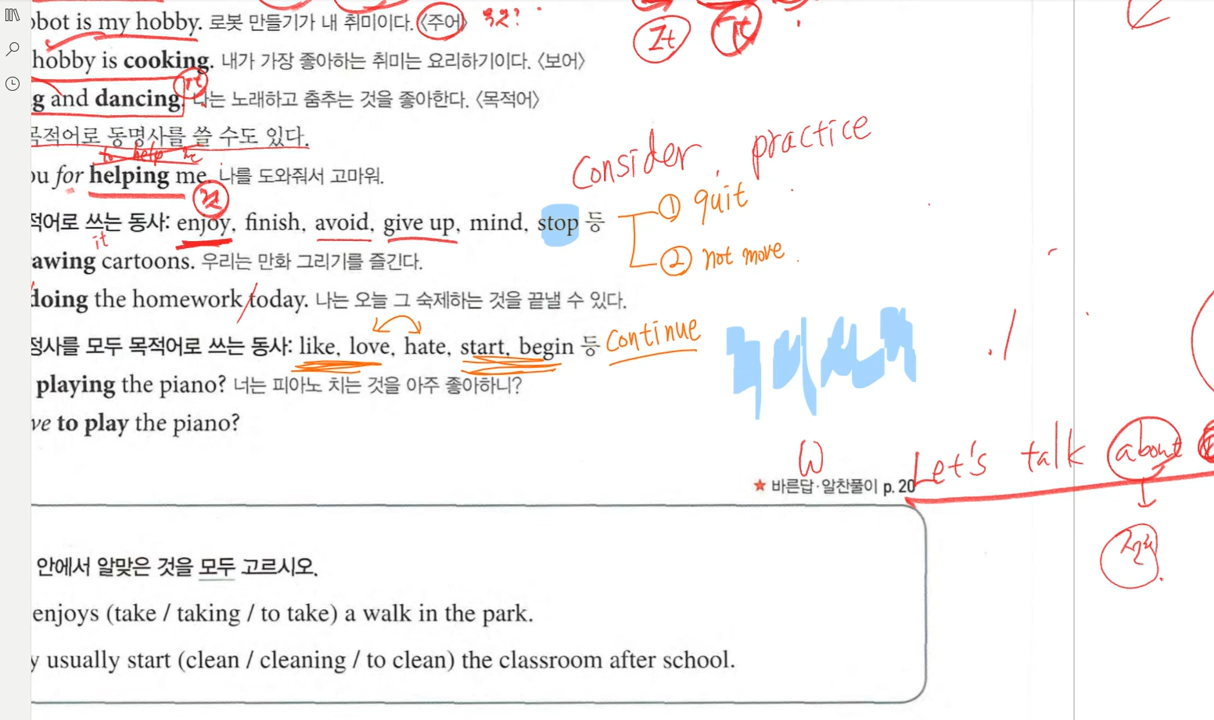 bot is my hobby. 로봇 만들기가 내 취미이다. 〈주어〉
hobby is cooking. 내가 가장 좋아하는 취미는 요리하기이다. 〈보어〉
g and dancing. 나는 노래하고 춤추는 것을 좋아한다. 〈목적어〉
목적어로 동명사를 쓸 수도 있다.
Consider, practice
to help me
ou for helping me. 나를 도와줘서 고마워.
적어로 쓰는 동사: enjoy, finish, avoid, give up, mind, stop 등
① quit
② not move
it
awing cartoons. 우리는 만화 그리기를 즐긴다.
doing the homework today. 나는 오늘 그 숙제하는 것을 끝낼 수 있다.
정사를 모두 목적어로 쓰는 동사: like, love, hate, start, begin 등 Continue
playing the piano? 너는 피아노 치는 것을 아주 좋아하니?
ve to play the piano?
Let's talk about
★ 바른답·알찬풀이 p. 20
안에서 알맞은 것을 모두 고르시오.
enjoys (take / taking / to take) a walk in the park.
y usually start (clean / cleaning / to clean) the classroom after school.